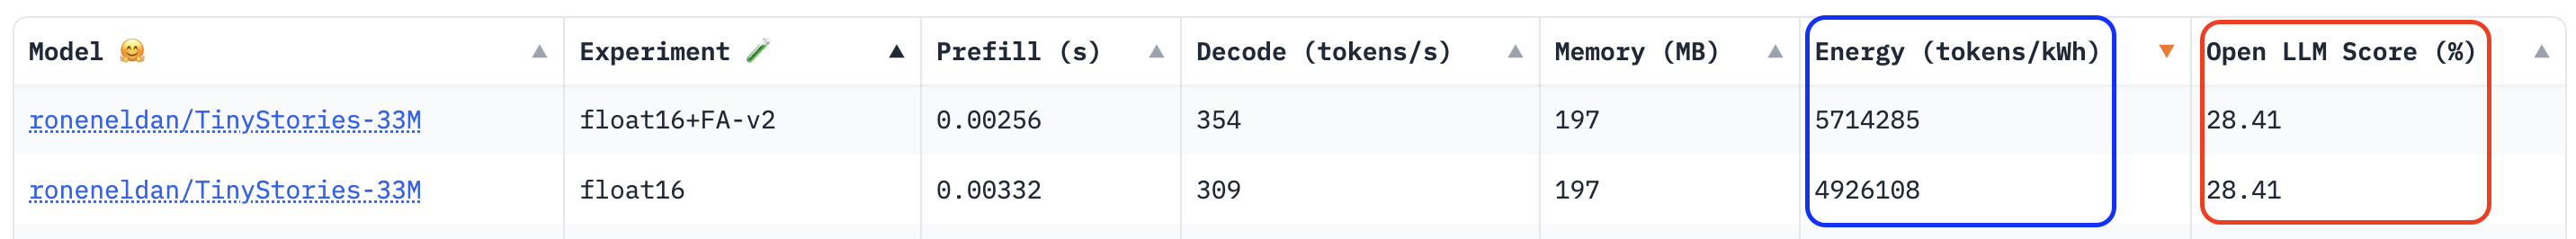 Model 🤗 Experiment 🧪 Prefill (s) Decode (tokens/s) Memory (MB) Energy (tokens/kWh) Open LLM Score (%)
roneneldan/TinyStories-33M float16+FA-v2 0.00256 354 197 5714285 28.41
roneneldan/TinyStories-33M float16 0.00332 309 197 4926108 28.41